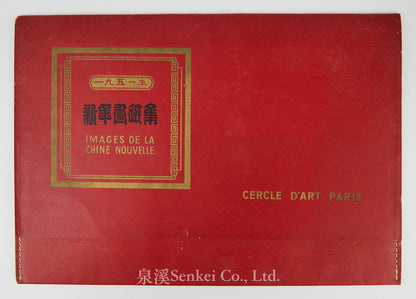 一九五一年
新年畫選集
IMAGES DE LA
CHINE NOUVELLE
CERCLE D'ART PARIS
泉溪Senkei Co., Ltd.